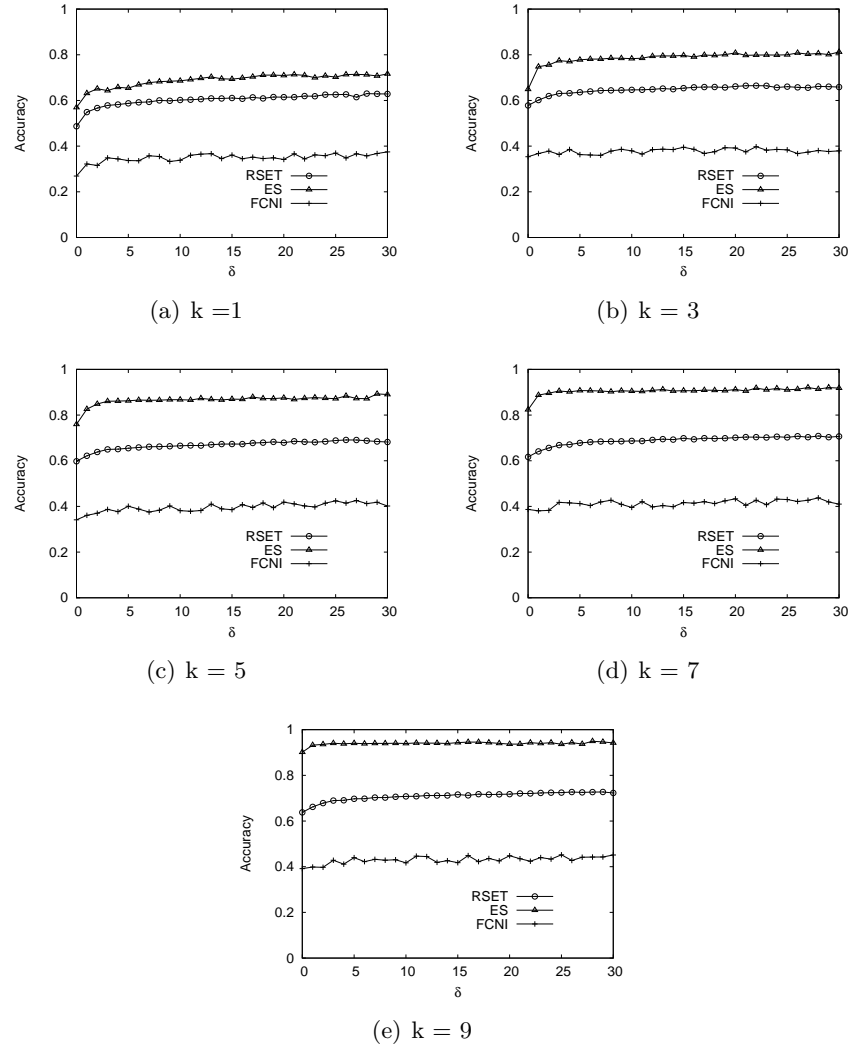 1
0.8
0.6
0.4
0.2
0
Accuracy
RSET
ES
FCNI
0 5 10 15 20 25 30
δ
(a) k =1
1
0.8
0.6
0.4
0.2
0
Accuracy
RSET
ES
FCNI
0 5 10 15 20 25 30
δ
(b) k = 3
1
0.8
0.6
0.4
0.2
0
Accuracy
RSET
ES
FCNI
0 5 10 15 20 25 30
δ
(c) k = 5
1
0.8
0.6
0.4
0.2
0
Accuracy
RSET
ES
FCNI
0 5 10 15 20 25 30
δ
(d) k = 7
1
0.8
0.6
0.4
0.2
0
Accuracy
RSET
ES
FCNI
0 5 10 15 20 25 30
δ
(e) k = 9